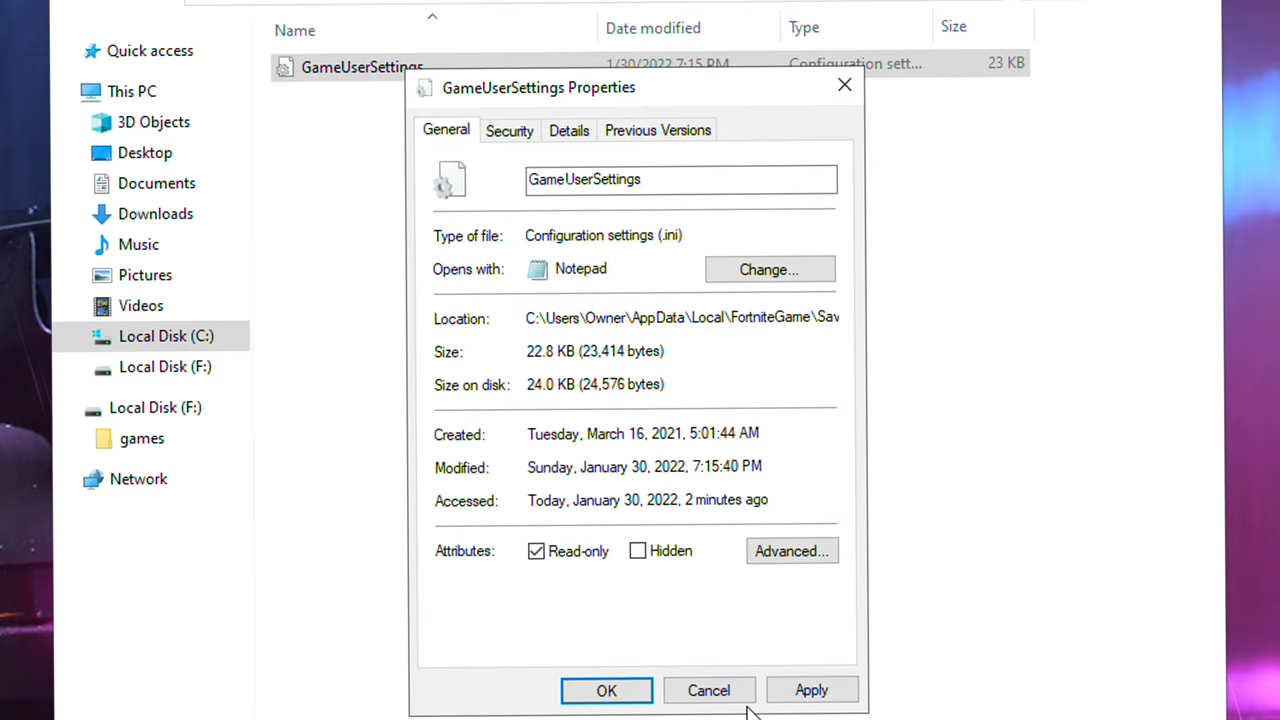 Name Date modified Type Size
Quick access
GameUserSettings 1/30/2022 7:15 PM Configuration sett... 23 KB
This PC
3D Objects
Desktop
Documents
Downloads
Music
Pictures
Videos
Local Disk (C:)
Local Disk (F:)
Local Disk (F:)
games
Network
GameUserSettings Properties
General Security Details Previous Versions
GameUserSettings
Type of file: Configuration settings (.ini)
Opens with: Notepad Change...
Location: C:\Users\Owner\AppData\Local\FortniteGame\Sav
Size: 22.8 KB (23,414 bytes)
Size on disk: 24.0 KB (24,576 bytes)
Created: Tuesday, March 16, 2021, 5:01:44 AM
Modified: Sunday, January 30, 2022, 7:15:40 PM
Accessed: Today, January 30, 2022, 2 minutes ago
Attributes: Read-only Hidden Advanced...
OK Cancel Apply